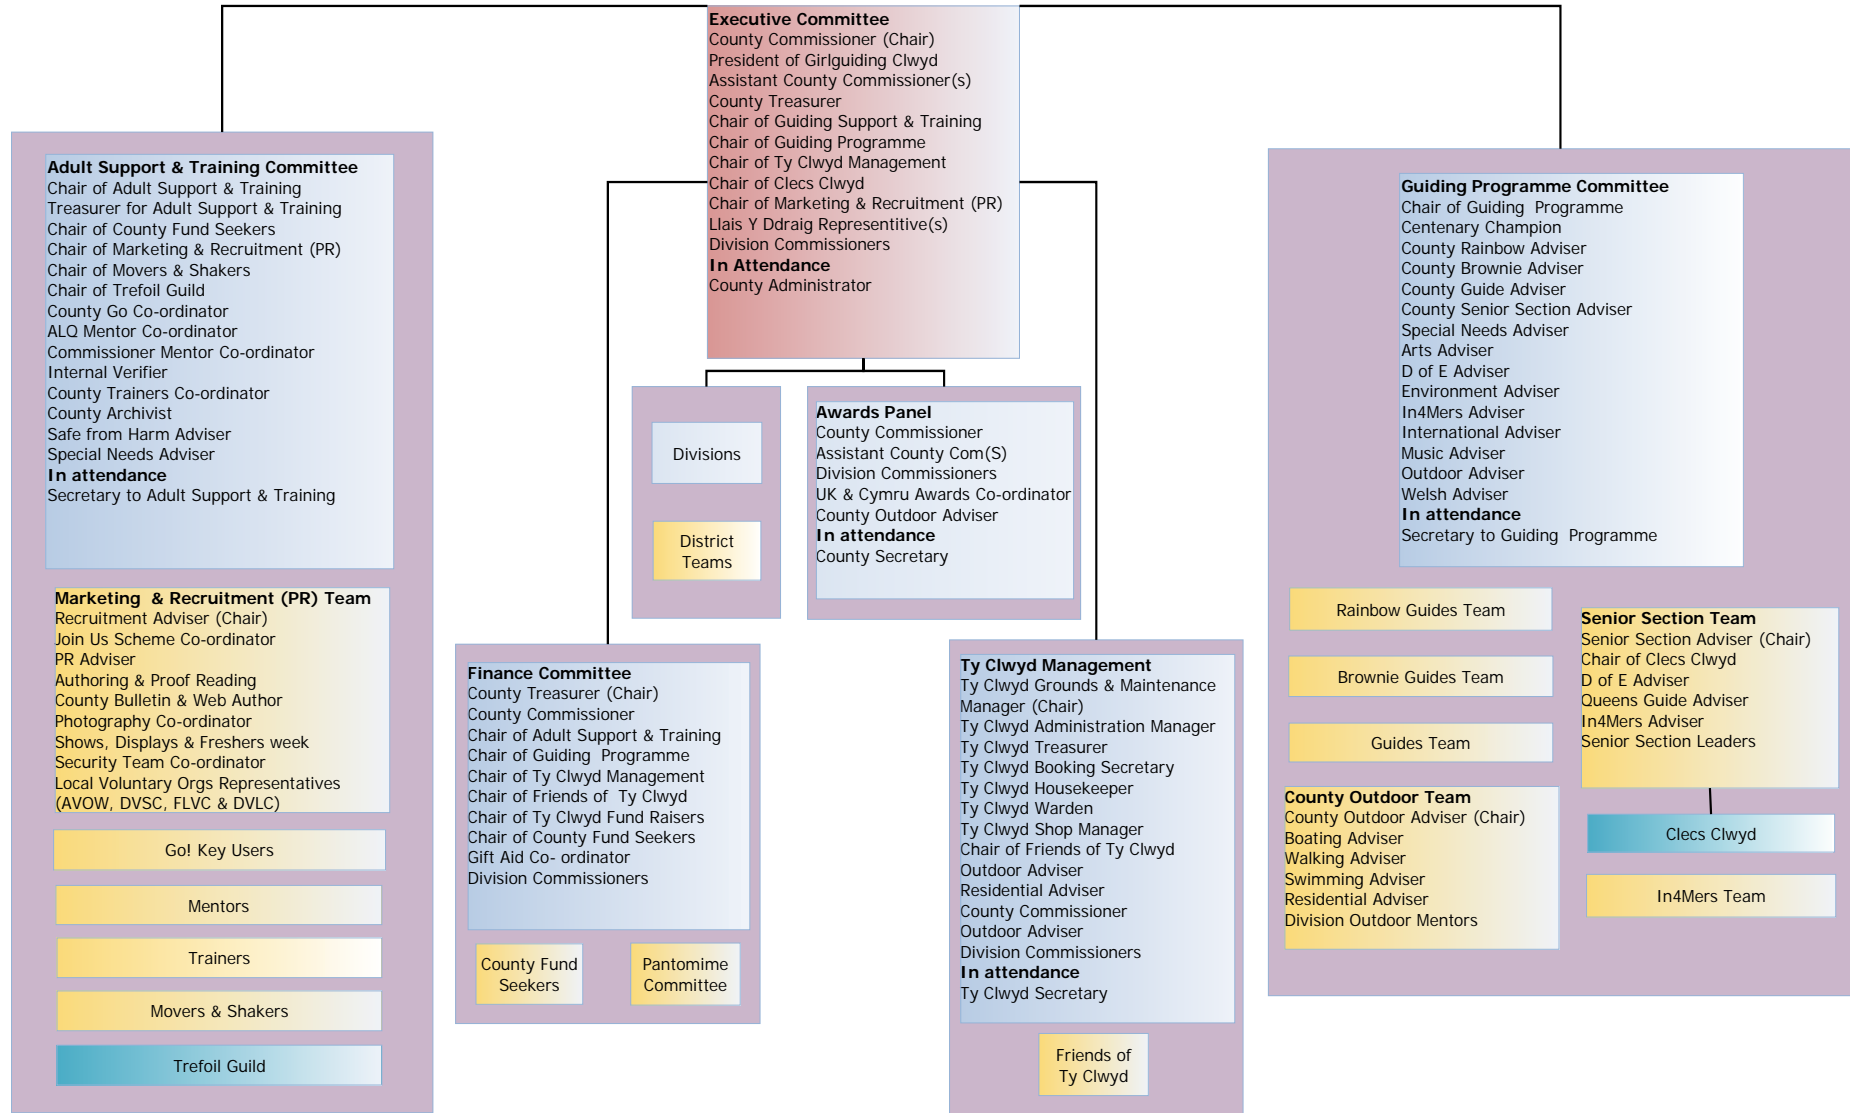 Executive Committee
County Commissioner (Chair)
President of Girlguiding Clwyd
Assistant County Commissioner(s)
County Treasurer
Chair of Guiding Support & Training
Chair of Guiding Programme
Chair of Ty Clwyd Management
Chair of Clecs Clwyd
Chair of Marketing & Recruitment (PR)
Llais Y Ddraig Representitive(s)
Division Commissioners
In Attendance
County Administrator
Adult Support & Training Committee
Chair of Adult Support & Training
Treasurer for Adult Support & Training
Chair of County Fund Seekers
Chair of Marketing & Recruitment (PR)
Chair of Movers & Shakers
Chair of Trefoil Guild
County Go Co-ordinator
ALQ Mentor Co-ordinator
Commissioner Mentor Co-ordinator
Internal Verifier
County Trainers Co-ordinator
County Archivist
Safe from Harm Adviser
Special Needs Adviser
In attendance
Secretary to Adult Support & Training
Marketing & Recruitment (PR) Team
Recruitment Adviser (Chair)
Join Us Scheme Co-ordinator
PR Adviser
Authoring & Proof Reading
County Bulletin & Web Author
Photography Co-ordinator
Shows, Displays & Freshers week
Security Team Co-ordinator
Local Voluntary Orgs Representatives
(AVOW, DVSC, FLVC & DVLC)
Go! Key Users
Mentors
Trainers
Movers & Shakers
Trefoil Guild
Divisions
District
Teams
Awards Panel
County Commissioner
Assistant County Com(S)
Division Commissioners
UK & Cymru Awards Co-ordinator
County Outdoor Adviser
In attendance
County Secretary
Finance Committee
County Treasurer (Chair)
County Commissioner
Chair of Adult Support & Training
Chair of Guiding Programme
Chair of Ty Clwyd Management
Chair of Friends of Ty Clwyd
Chair of Ty Clwyd Fund Raisers
Chair of County Fund Seekers
Gift Aid Co- ordinator
Division Commissioners
County Fund
Seekers
Pantomime
Committee
Ty Clwyd Management
Ty Clwyd Grounds & Maintenance
Manager (Chair)
Ty Clwyd Administration Manager
Ty Clwyd Treasurer
Ty Clwyd Booking Secretary
Ty Clwyd Housekeeper
Ty Clwyd Warden
Ty Clwyd Shop Manager
Chair of Friends of Ty Clwyd
Outdoor Adviser
Residential Adviser
County Commissioner
Outdoor Adviser
Division Commissioners
In attendance
Ty Clwyd Secretary
Friends of
Ty Clwyd
Guiding Programme Committee
Chair of Guiding Programme
Centenary Champion
County Rainbow Adviser
County Brownie Adviser
County Guide Adviser
County Senior Section Adviser
Special Needs Adviser
Arts Adviser
D of E Adviser
Environment Adviser
In4Mers Adviser
International Adviser
Music Adviser
Outdoor Adviser
Welsh Adviser
In attendance
Secretary to Guiding Programme
Rainbow Guides Team
Brownie Guides Team
Guides Team
County Outdoor Team
County Outdoor Adviser (Chair)
Boating Adviser
Walking Adviser
Swimming Adviser
Residential Adviser
Division Outdoor Mentors
Senior Section Team
Senior Section Adviser (Chair)
Chair of Clecs Clwyd
D of E Adviser
Queens Guide Adviser
In4Mers Adviser
Senior Section Leaders
Clecs Clwyd
In4Mers Team